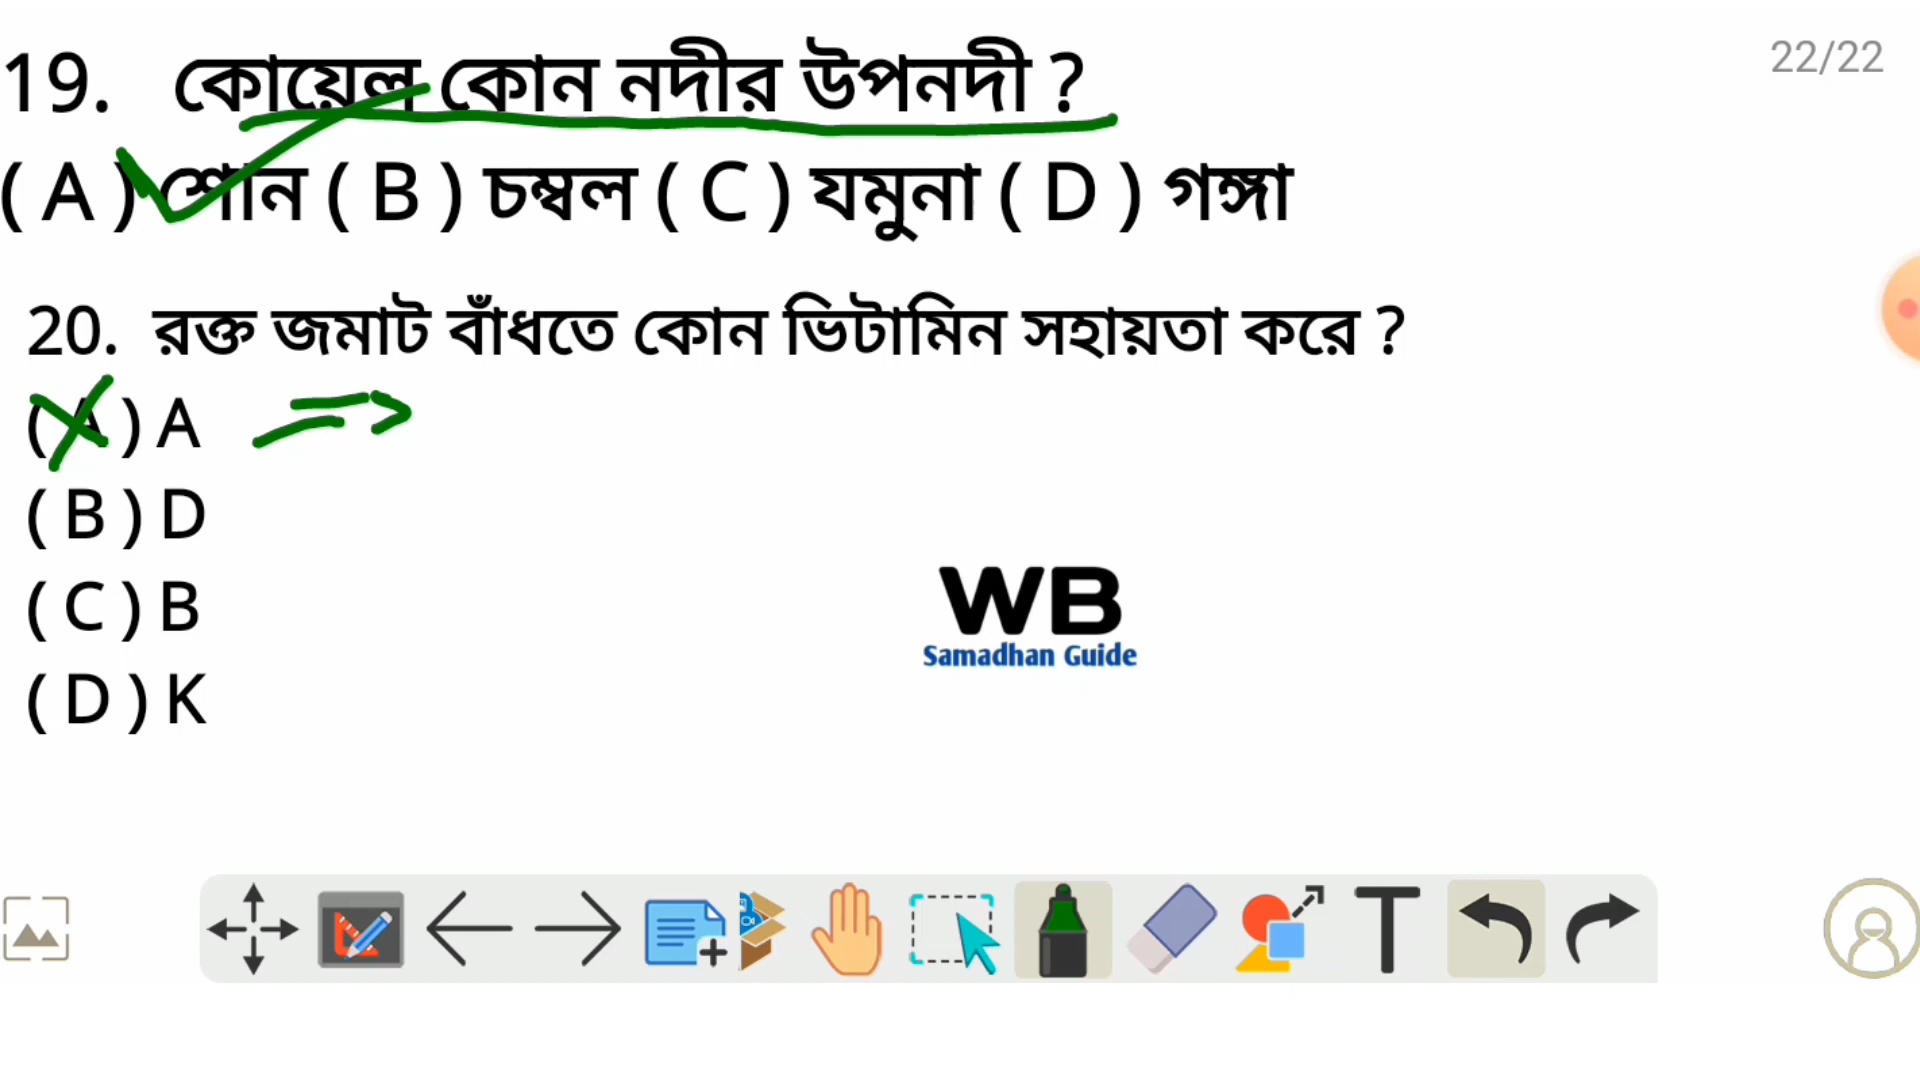 19. কোয়েল কোন নদীর উপনদী ?
22/22
( A ) শোন ( B ) চম্বল ( C ) যমুনা ( D ) গঙ্গা
20. রক্ত জমাট বাঁধতে কোন ভিটামিন সহায়তা করে ?
( A ) A
( B ) D
( C ) B
( D ) K
WB
Samadhan Guide